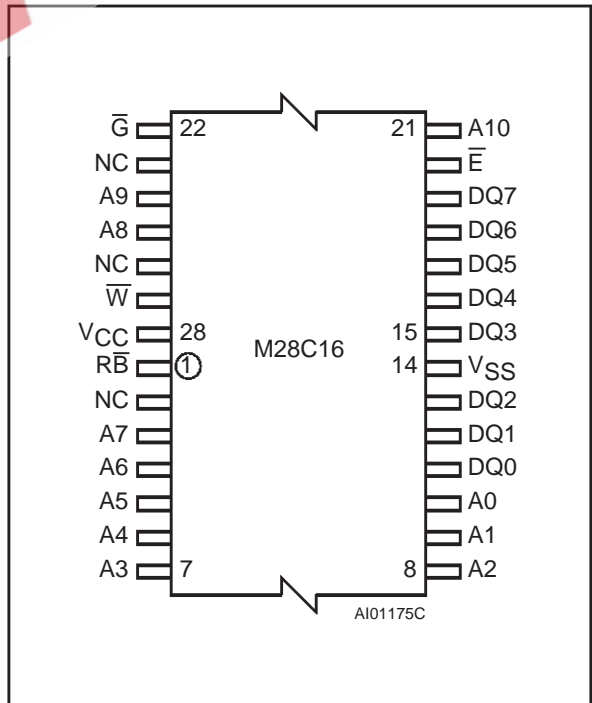 G̅ 22 21 A10
NC E̅
A9 DQ7
A8 DQ6
NC DQ5
W̅ DQ4
VCC 28 15 DQ3
RB̅ 1 M28C16 14 VSS
NC DQ2
A7 DQ1
A6 DQ0
A5 A0
A4 A1
A3 7 8 A2
AI01175C